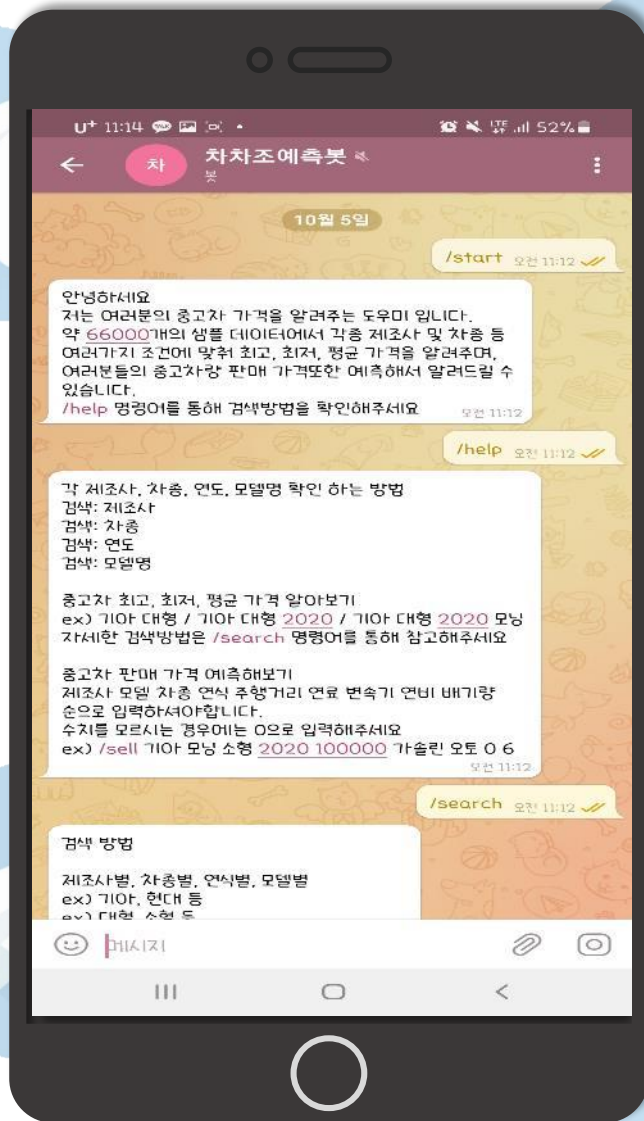 U+ 11:14
LTE 52%
차
차차조예측봇
봇
10월 5일
/start 오전 11:12
안녕하세요
저는 여러분의 중고차 가격을 알려주는 도우미 입니다.
약 66000개의 샘플 데이터에서 각종 제조사 및 차종 등
여러가지 조건에 맞춰 최고, 최저, 평균 가격을 알려주며,
여러분들의 중고차량 판매 가격또한 예측해서 알려드릴 수
있습니다.
/help 명령어를 통해 검색방법을 확인해주세요 오전 11:12
/help 오전 11:12
각 제조사, 차종, 연도, 모델명 확인 하는 방법
검색: 제조사
검색: 차종
검색: 연도
검색: 모델명
중고차 최고, 최저, 평균 가격 알아보기
ex) 기아 대형 / 기아 대형 2020 / 기아 대형 2020 모닝
자세한 검색방법은 /search 명령어를 통해 참고해주세요
중고차 판매 가격 예측해보기
제조사 모델 차종 연식 주행거리 연료 변속기 연비 배기량
순으로 입력하셔야합니다.
수치를 모르시는 경우에는 0으로 입력해주세요
ex) /sell 기아 모닝 소형 2020 100000 가솔린 오토 0 6
오전 11:12
/search 오전 11:12
검색 방법
제조사별, 차종별, 연식별, 모델별
ex) 기아, 현대 등
ex) 대형, 소형 등
메시지